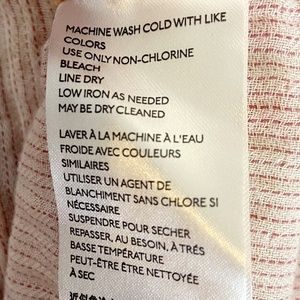 MACHINE WASH COLD WITH LIKE
COLORS
USE ONLY NON-CHLORINE
BLEACH
LINE DRY
LOW IRON AS NEEDED
MAY BE DRY CLEANED
LAVER À LA MACHINE À L'EAU
FROIDE AVEC COULEURS
SIMILAIRES
UTILISER UN AGENT DE
BLANCHIMENT SANS CHLORE SI
NÉCESSAIRE
SUSPENDRE POUR SÉCHER
REPASSER, AU BESOIN, À TRÈS
BASSE TEMPÉRATURE
PEUT-ÊTRE ÊTRE NETTOYÉE
À SEC